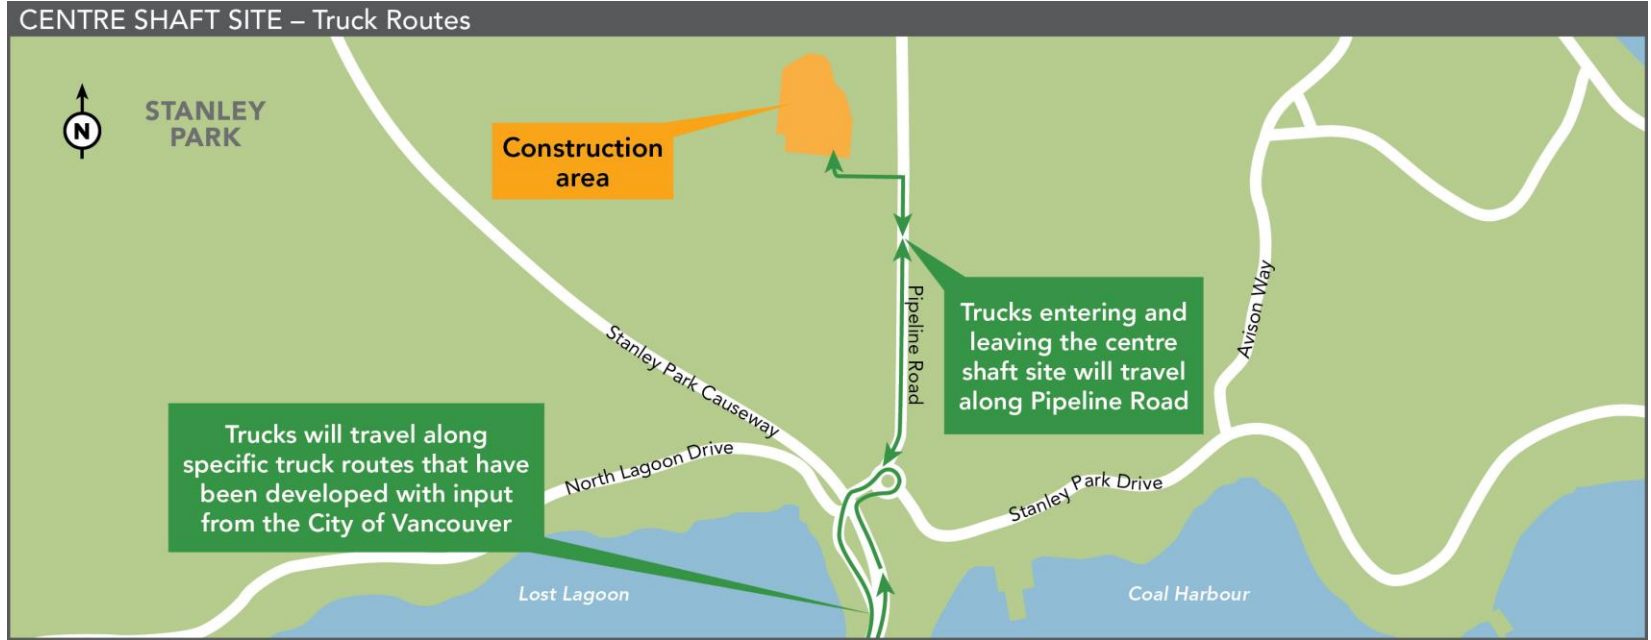 CENTRE SHAFT SITE – Truck Routes
N
STANLEY
PARK
Construction
area
Pipeline Road
Trucks entering and
leaving the centre
shaft site will travel
along Pipeline Road
Avison Way
Stanley Park Causeway
Trucks will travel along
specific truck routes that have
been developed with input
from the City of Vancouver
North Lagoon Drive
Stanley Park Drive
Lost Lagoon
Coal Harbour